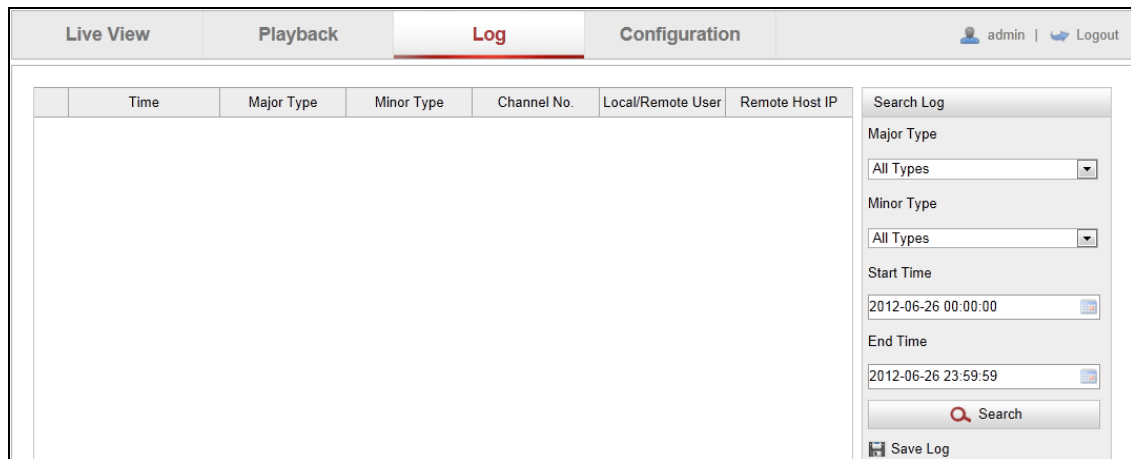 Live View Playback Log Configuration admin | Logout
Time Major Type Minor Type Channel No. Local/Remote User Remote Host IP
Search Log
Major Type
All Types
Minor Type
All Types
Start Time
2012-06-26 00:00:00
End Time
2012-06-26 23:59:59
Search
Save Log